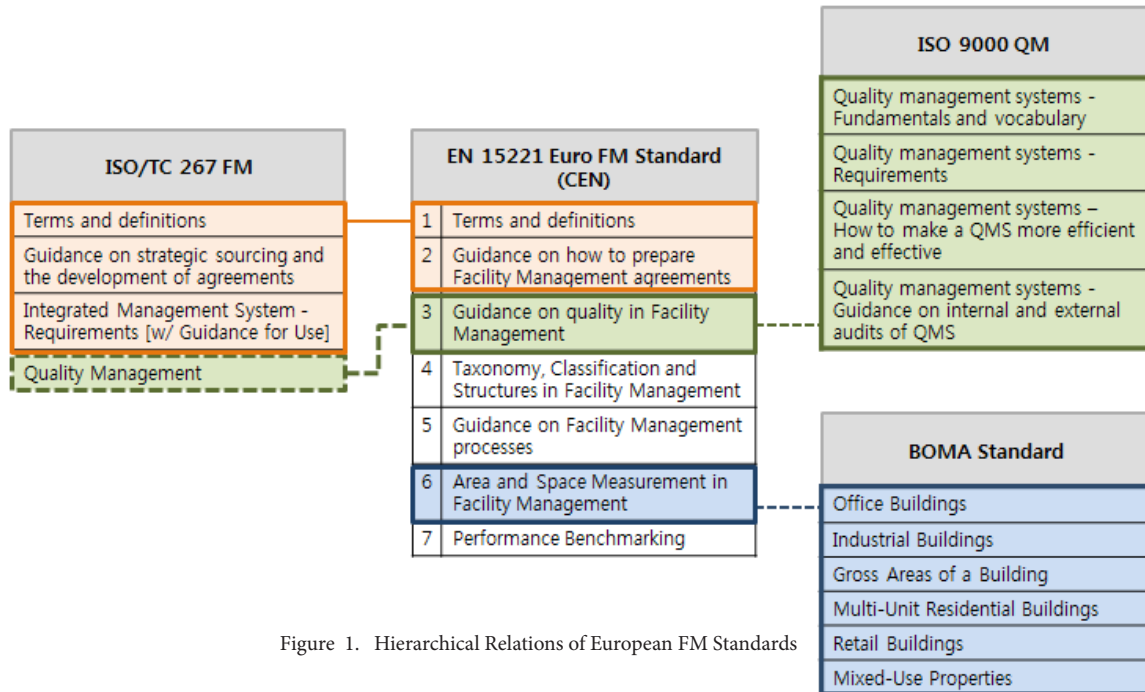 ISO/TC 267 FM
Terms and definitions
Guidance on strategic sourcing and
the development of agreements
Integrated Management System -
Requirements [w/ Guidance for Use]
Quality Management
EN 15221 Euro FM Standard
(CEN)
1 Terms and definitions
2 Guidance on how to prepare
Facility Management agreements
3 Guidance on quality in Facility
Management
4 Taxonomy, Classification and
Structures in Facility Management
5 Guidance on Facility Management
processes
6 Area and Space Measurement in
Facility Management
7 Performance Benchmarking
ISO 9000 QM
Quality management systems -
Fundamentals and vocabulary
Quality management systems -
Requirements
Quality management systems –
How to make a QMS more efficient
and effective
Quality management systems -
Guidance on internal and external
audits of QMS
BOMA Standard
Office Buildings
Industrial Buildings
Gross Areas of a Building
Multi-Unit Residential Buildings
Retail Buildings
Mixed-Use Properties
Figure 1. Hierarchical Relations of European FM Standards